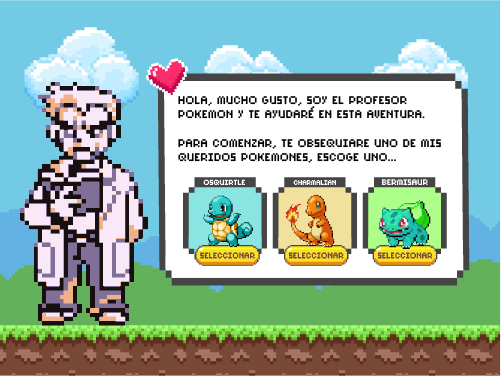 HOLA, MUCHO GUSTO, SOY EL PROFESOR
POKEMON Y TE AYUDARÉ EN ESTA AVENTURA.
PARA COMENZAR, TE OBSEQUIARE UNO DE MIS
QUERIDOS POKEMONES, ESCOGE UNO...
OSQUIRTLE
CHARMALIAN
BERMISAUR
SELECCIONAR
SELECCIONAR
SELECCIONAR